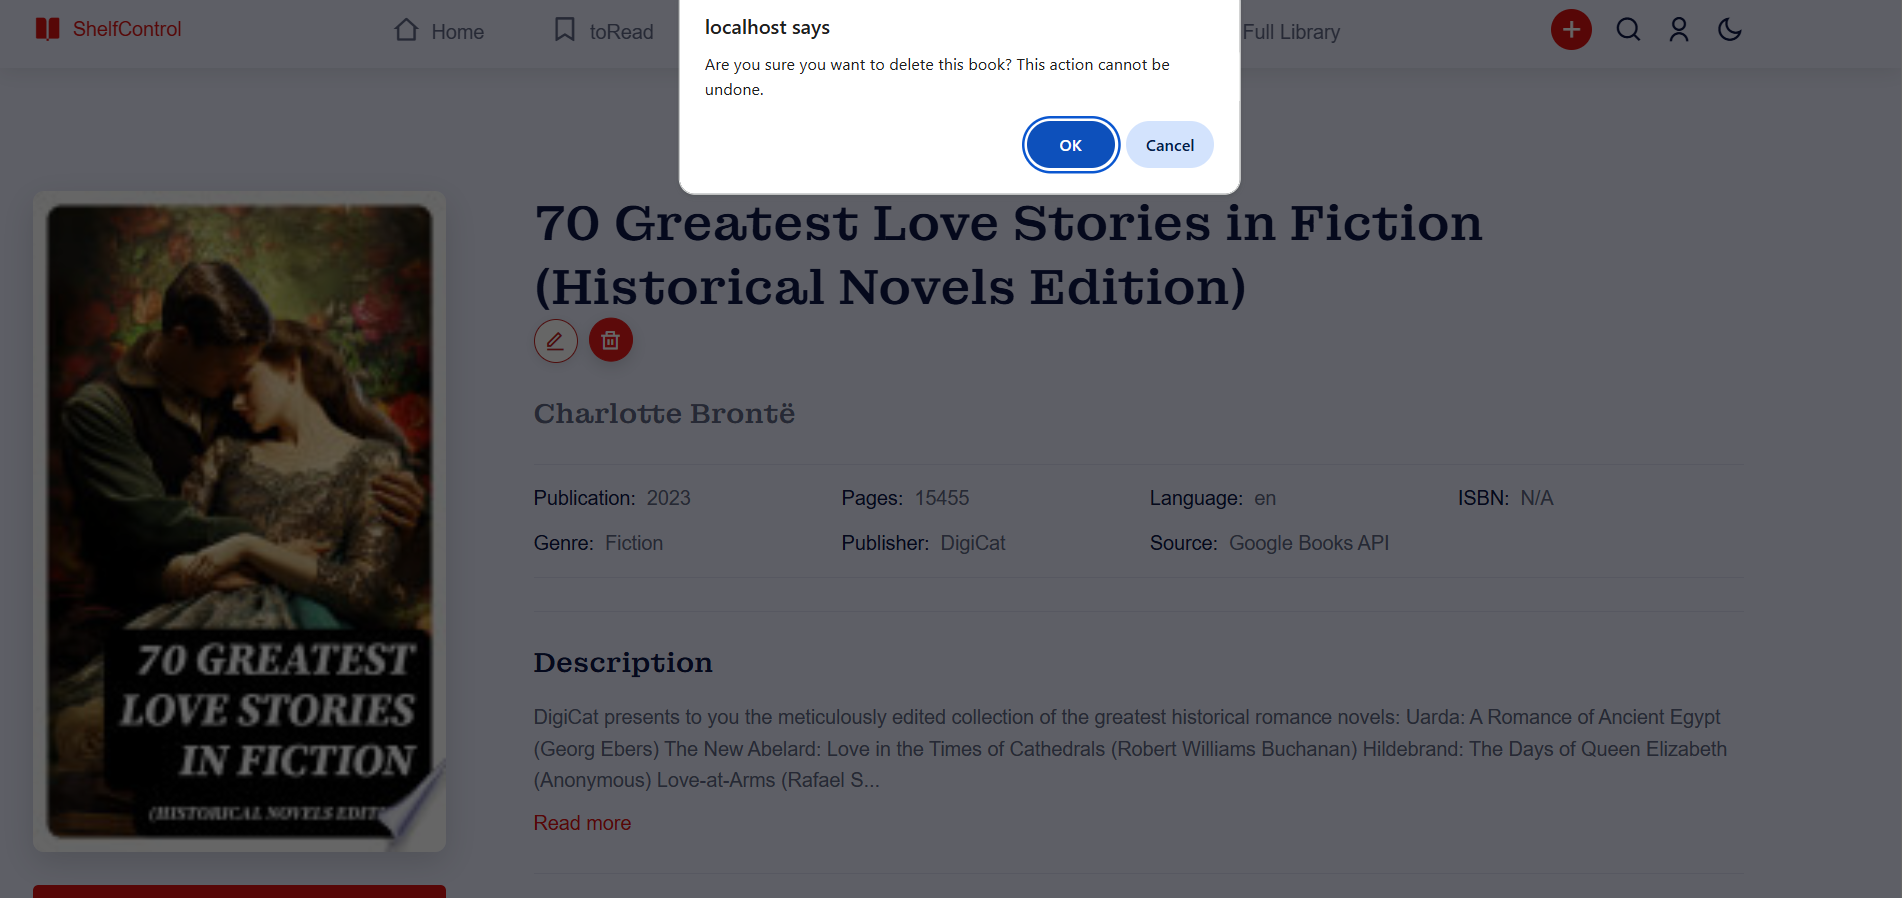 ShelfControl
Home
toRead
Full Library
localhost says
Are you sure you want to delete this book? This action cannot be
undone.
OK
Cancel
70 Greatest Love Stories in Fiction
(Historical Novels Edition)
Charlotte Brontë
Publication: 2023
Pages: 15455
Language: en
ISBN: N/A
Genre: Fiction
Publisher: DigiCat
Source: Google Books API
Description
DigiCat presents to you the meticulously edited collection of the greatest historical romance novels: Uarda: A Romance of Ancient Egypt
(Georg Ebers) The New Abelard: Love in the Times of Cathedrals (Robert Williams Buchanan) Hildebrand: The Days of Queen Elizabeth
(Anonymous) Love-at-Arms (Rafael S...
Read more
70 GREATEST
LOVE STORIES
IN FICTION
(HISTORICAL NOVELS EDIT